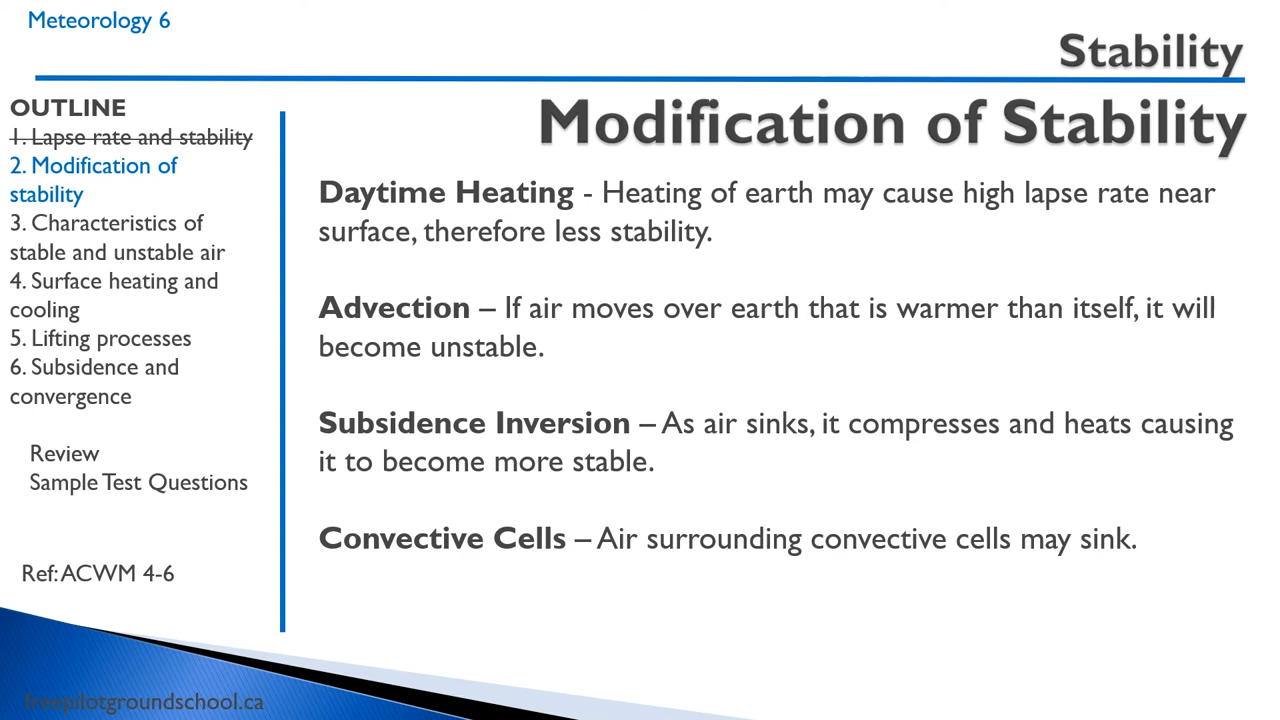 Meteorology 6
Stability
OUTLINE
1. Lapse rate and stability
2. Modification of
stability
3. Characteristics of
stable and unstable air
4. Surface heating and
cooling
5. Lifting processes
6. Subsidence and
convergence
Review
Sample Test Questions
Ref: ACWM 4-6
Modification of Stability
Daytime Heating - Heating of earth may cause high lapse rate near
surface, therefore less stability.
Advection – If air moves over earth that is warmer than itself, it will
become unstable.
Subsidence Inversion – As air sinks, it compresses and heats causing
it to become more stable.
Convective Cells – Air surrounding convective cells may sink.
freepilotgroundschool.ca